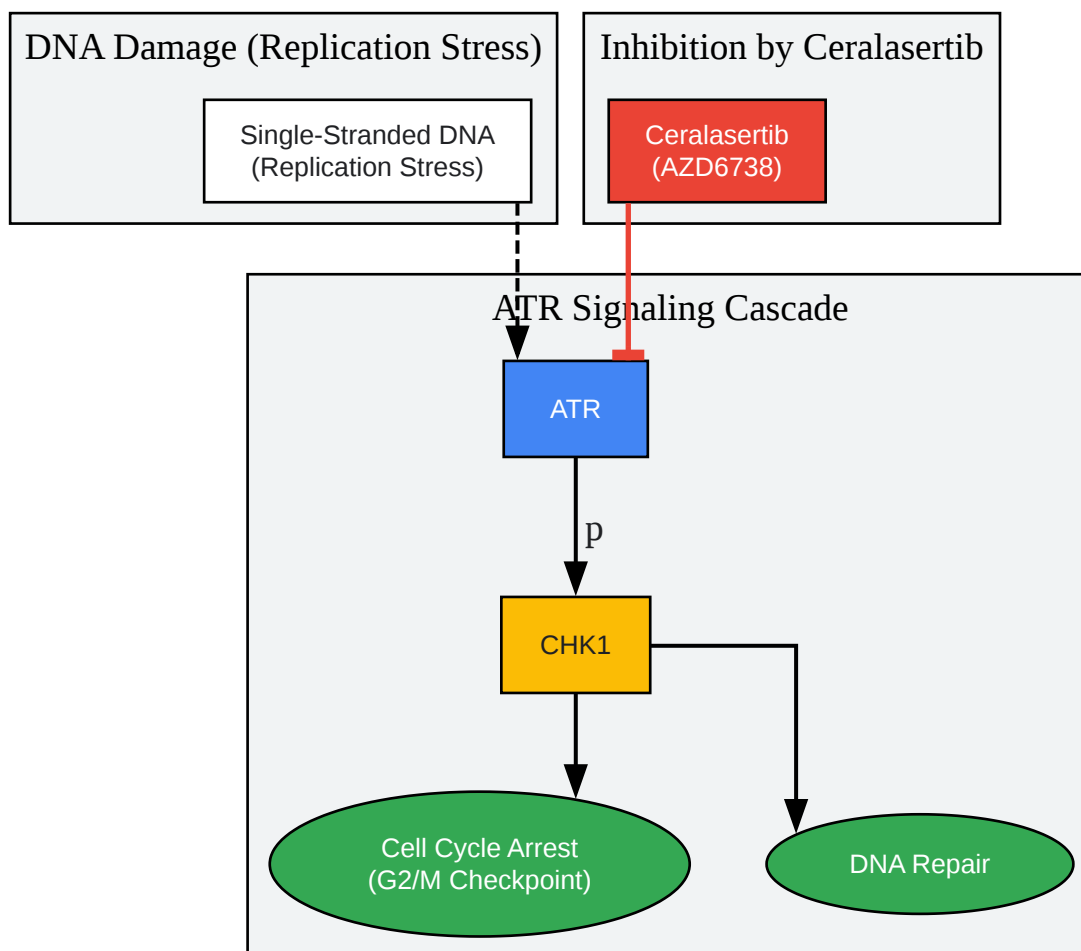 DNA Damage (Replication Stress)
Inhibition by Ceralasertib
Single-Stranded DNA
(Replication Stress)
Ceralasertib
(AZD6738)
ATR Signaling Cascade
ATR
p
CHK1
Cell Cycle Arrest
(G2/M Checkpoint)
DNA Repair